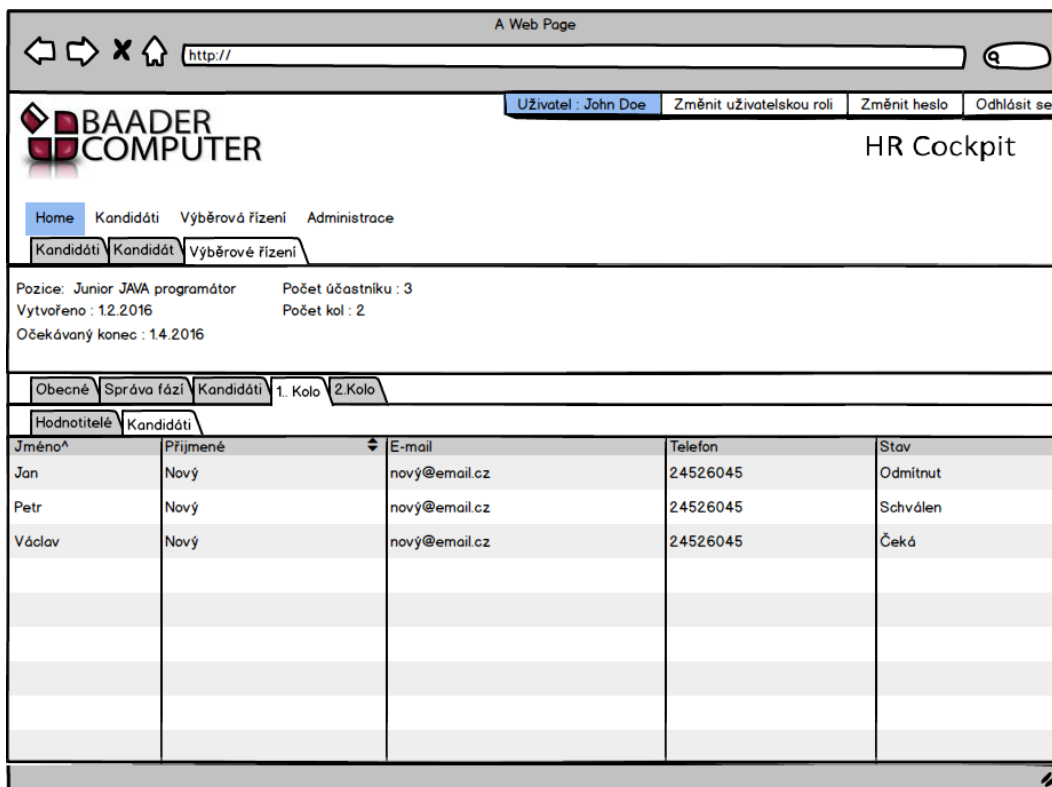 A Web Page
http://
Uživatel : John Doe Změnit uživatelskou roli Změnit heslo Odhlásit se
BAADER
COMPUTER
HR Cockpit
Home Kandidáti Výběrová řízení Administrace
Kandidáti Kandidát Výběrové řízení
Pozice: Junior JAVA programátor Počet účastníku : 3
Vytvořeno : 1.2.2016 Počet kol : 2
Očekávaný konec : 1.4.2016
Obecné Správa fází Kandidáti 1.. Kolo 2.Kolo
Hodnotitelé Kandidáti
Jméno^ Přijmené E-mail Telefon Stav
Jan Nový nový@email.cz 24526045 Odmítnut
Petr Nový nový@email.cz 24526045 Schválen
Václav Nový nový@email.cz 24526045 Čeká